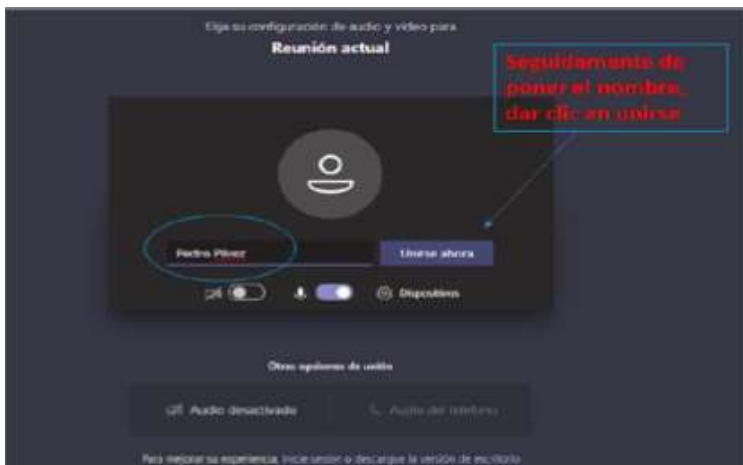 Elija su configuración de audio y vídeo para
Reunión actual
Seguidamente de
poner el nombre,
dar clic en unirse
Pedro Pérez
Unirse ahora
Dispositivos
Otras opciones de unión
Audio desactivado
Audio del teléfono
Para mejorar su experiencia, inicie sesión o descargue la versión de escritorio